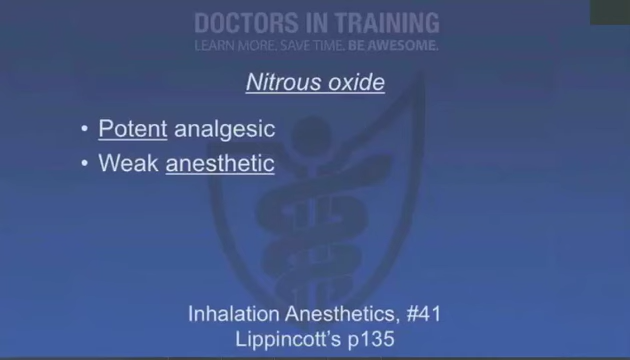 DOCTORS IN TRAINING
LEARN MORE. SAVE TIME. BE AWESOME.
Nitrous oxide
• Potent analgesic
• Weak anesthetic
Inhalation Anesthetics, #41
Lippincott's p135